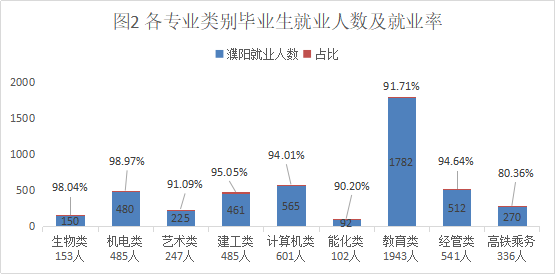 图2 各专业类别毕业生就业人数及就业率
濮阳就业人数 占比
2000
1500
1000
500
0
98.04% 98.97% 91.09% 95.05% 94.01% 90.20% 91.71% 94.64% 80.36%
150 480 225 461 565 92 1782 512 270
生物类 机电类 艺术类 建工类 计算机类 能化类 教育类 经管类 高铁乘务
153人 485人 247人 485人 601人 102人 1943人 541人 336人